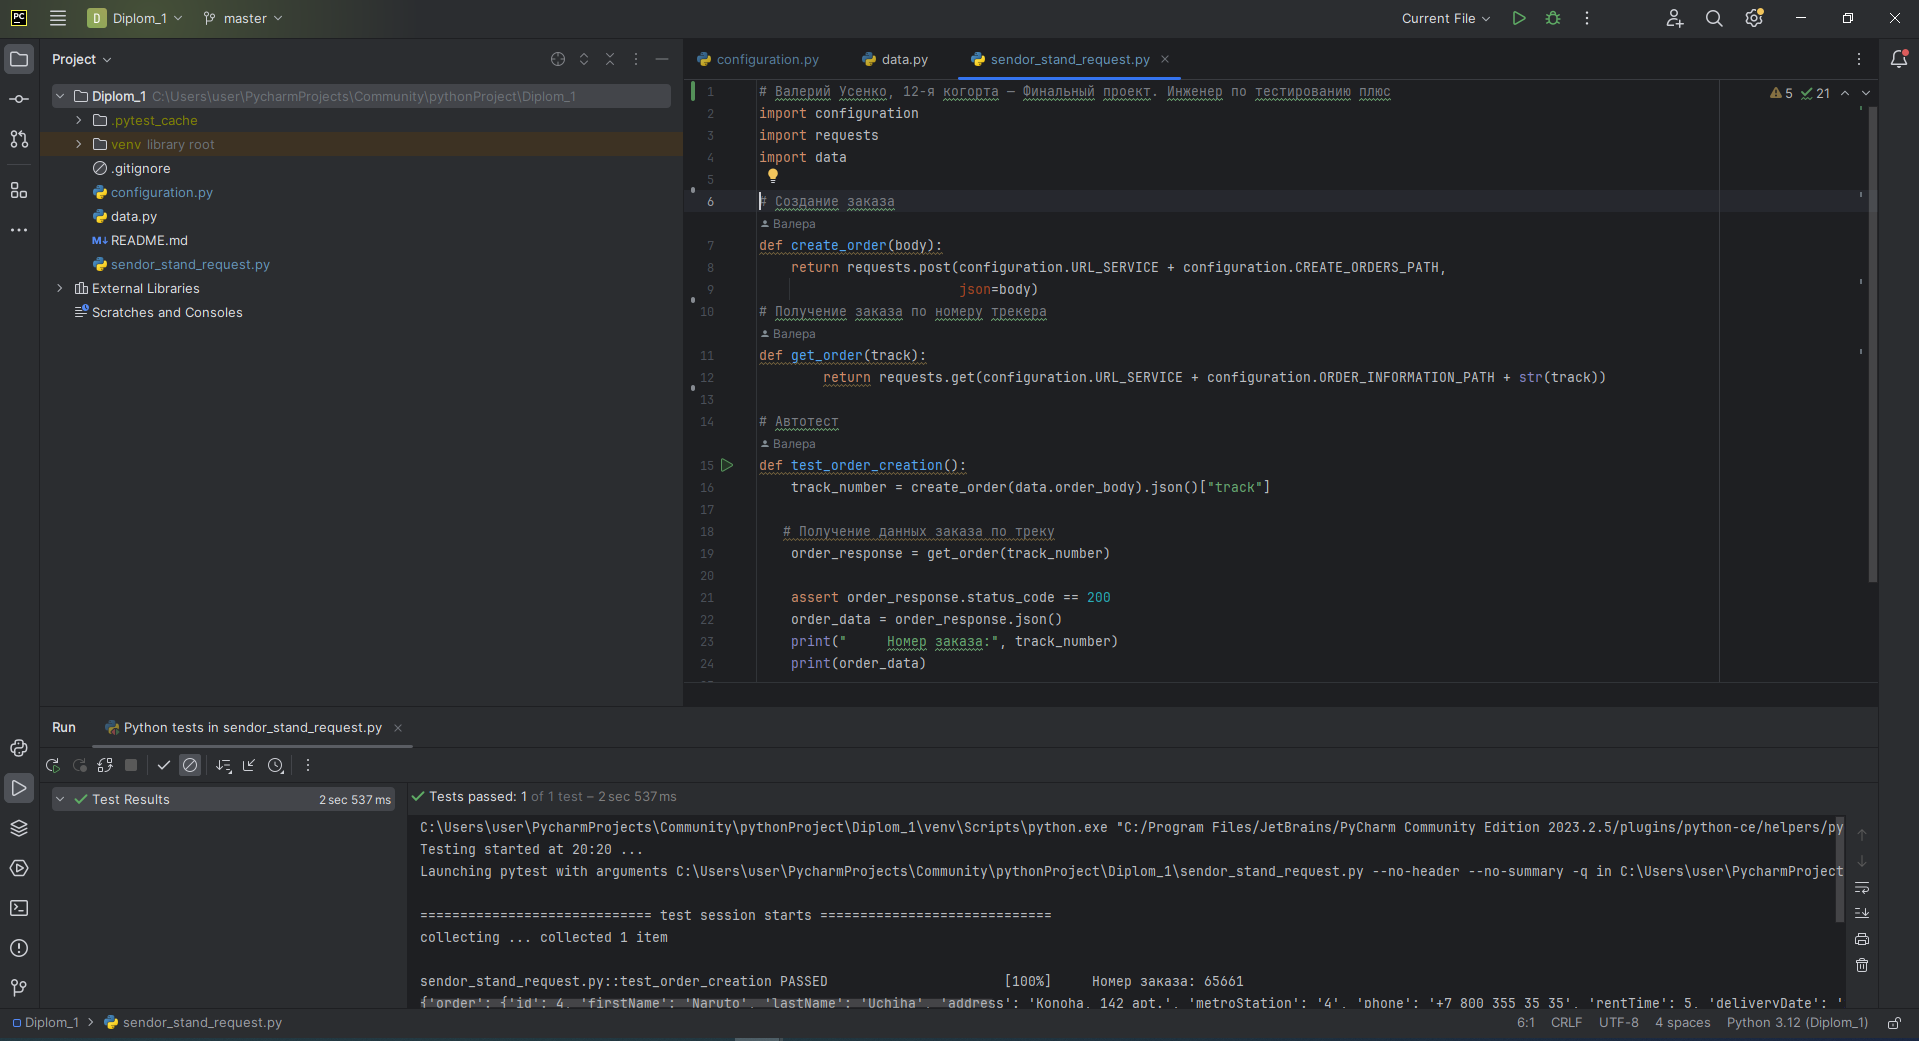 PC
D Diplom_1
master
Current File
Project
configuration.py
data.py
sendor_stand_request.py
Diplom_1 C:\Users\user\PycharmProjects\Community\pythonProject\Diplom_1
.pytest_cache
venv library root
.gitignore
configuration.py
data.py
M↓ README.md
sendor_stand_request.py
External Libraries
Scratches and Consoles
5 21
1 # Валерий Усенко, 12-я когорта — Финальный проект. Инженер по тестированию плюс
2 import configuration
3 import requests
4 import data
5
6 # Создание заказа
Валера
7 def create_order(body):
8 return requests.post(configuration.URL_SERVICE + configuration.CREATE_ORDERS_PATH,
9 json=body)
10 # Получение заказа по номеру трекера
Валера
11 def get_order(track):
12 return requests.get(configuration.URL_SERVICE + configuration.ORDER_INFORMATION_PATH + str(track))
13
14 # Автотест
Валера
15 def test_order_creation():
16 track_number = create_order(data.order_body).json()["track"]
17
18 # Получение данных заказа по треку
19 order_response = get_order(track_number)
20
21 assert order_response.status_code == 200
22 order_data = order_response.json()
23 print("     Номер заказа:", track_number)
24 print(order_data)
Run
Python tests in sendor_stand_request.py
Test Results 2 sec 537 ms
Tests passed: 1 of 1 test – 2 sec 537 ms
C:\Users\user\PycharmProjects\Community\pythonProject\Diplom_1\venv\Scripts\python.exe "C:/Program Files/JetBrains/PyCharm Community Edition 2023.2.5/plugins/python-ce/helpers/py
Testing started at 20:20 ...
Launching pytest with arguments C:\Users\user\PycharmProjects\Community\pythonProject\Diplom_1\sendor_stand_request.py --no-header --no-summary -q in C:\Users\user\PycharmProject
============================= test session starts =============================
collecting ... collected 1 item
sendor_stand_request.py::test_order_creation PASSED [100%] Номер заказа: 65661
{'order': {'id': 4, 'firstName': 'Naruto', 'lastName': 'Uchiha', 'address': 'Konoha, 142 apt.', 'metroStation': '4', 'phone': '+7 800 355 35 35', 'rentTime': 5, 'deliveryDate': '
Diplom_1 > sendor_stand_request.py
6:1 CRLF UTF-8 4 spaces Python 3.12 (Diplom_1)